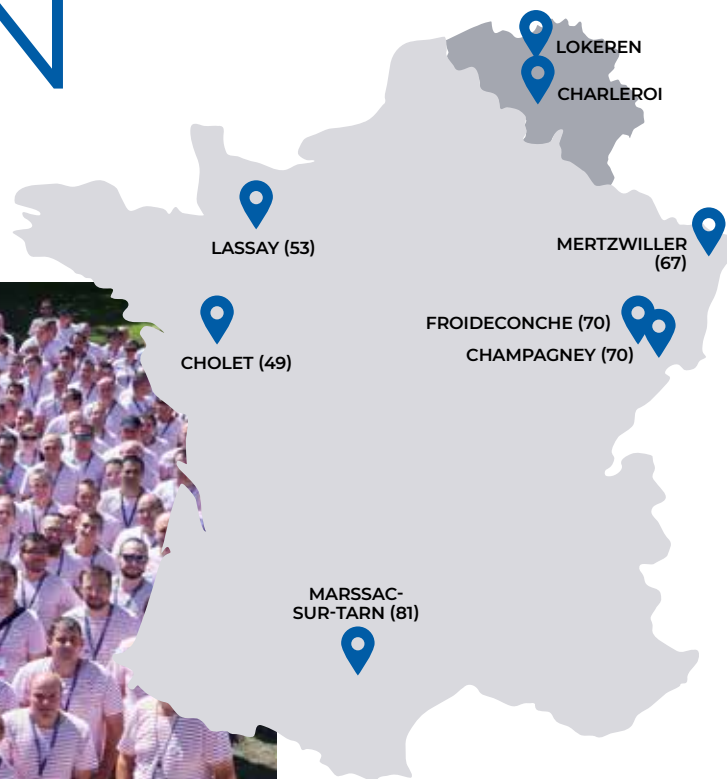 N
LOKEREN
CHARLEROI
LASSAY (53)
MERTZWILLER
(67)
FROIDECONCHE (70)
CHAMPAGNEY (70)
CHOLET (49)
MARSSAC-
SUR-TARN (81)